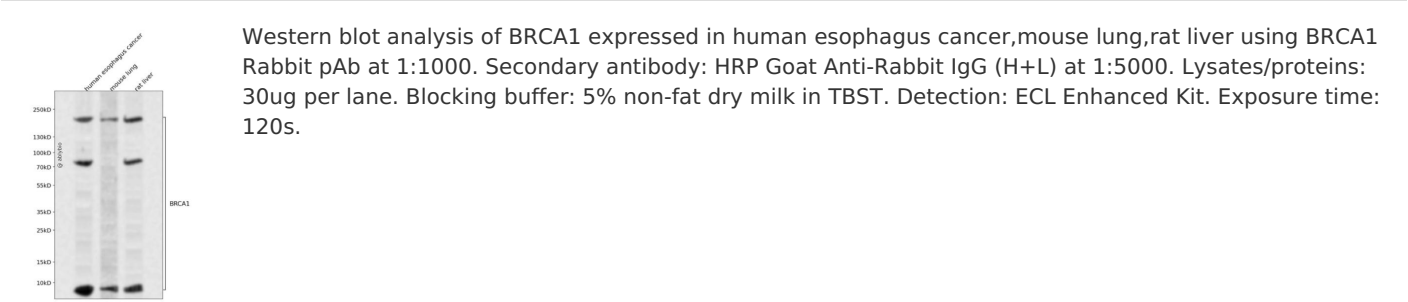 Western blot analysis of BRCA1 expressed in human esophagus cancer,mouse lung,rat liver using BRCA1
Rabbit pAb at 1:1000. Secondary antibody: HRP Goat Anti-Rabbit IgG (H+L) at 1:5000. Lysates/proteins:
30ug per lane. Blocking buffer: 5% non-fat dry milk in TBST. Detection: ECL Enhanced Kit. Exposure time:
120s.
human esophagus cancer
mouse lung
rat liver
250kD
130kD
100kD
@ abbytxo
70kD
55kD
BRCA1
35kD
25kD
15kD
10kD